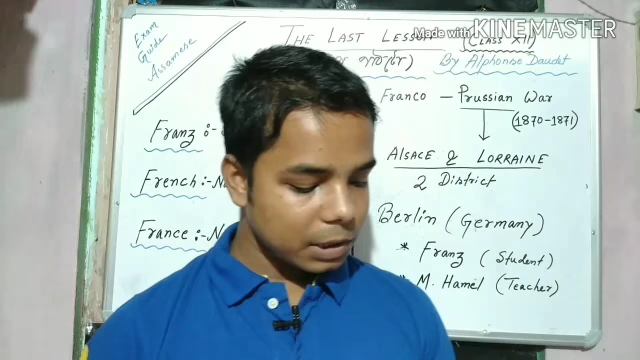 Made with KINEMASTER
Exam
Guide
Assamese
THE LAST LESSON (CLASS XII)
By Alphonse Daudet
Franco - Prussian War
(1870-1871)
ALSACE & LORRAINE
2 District
Berlin (Germany)
* Franz (Student)
* M. Hamel (Teacher)
Franz :-
French :- N
France :- N